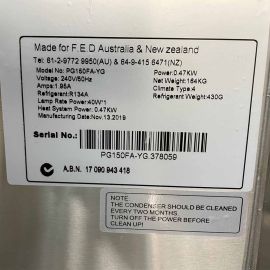 Made for F.E.D Australia & New zealand
Tel: 61-2-9772 9950(AU) & 64-9-415 6471(NZ)
Model No: PG150FA-YG Power:0.47KW
Voltage: 240V/50Hz Net Weight:164KG
Amps:1.95A Climate Type:4
Refrigerant:R134A Refrigerant Weight:430G
Lamp Rate Power:40W*1
Heat System Power:0.47KW
Manufacturing Date:Nov.13.2019
Serial No.:
PG150FA-YG.378059
A.B.N. 17 090 943 418
NOTE:
THE CONDENSER SHOULD BE CLEANED
EVERY TWO MONTHS.
TURN OFF THE POWER BEFORE
CLEAN UP!